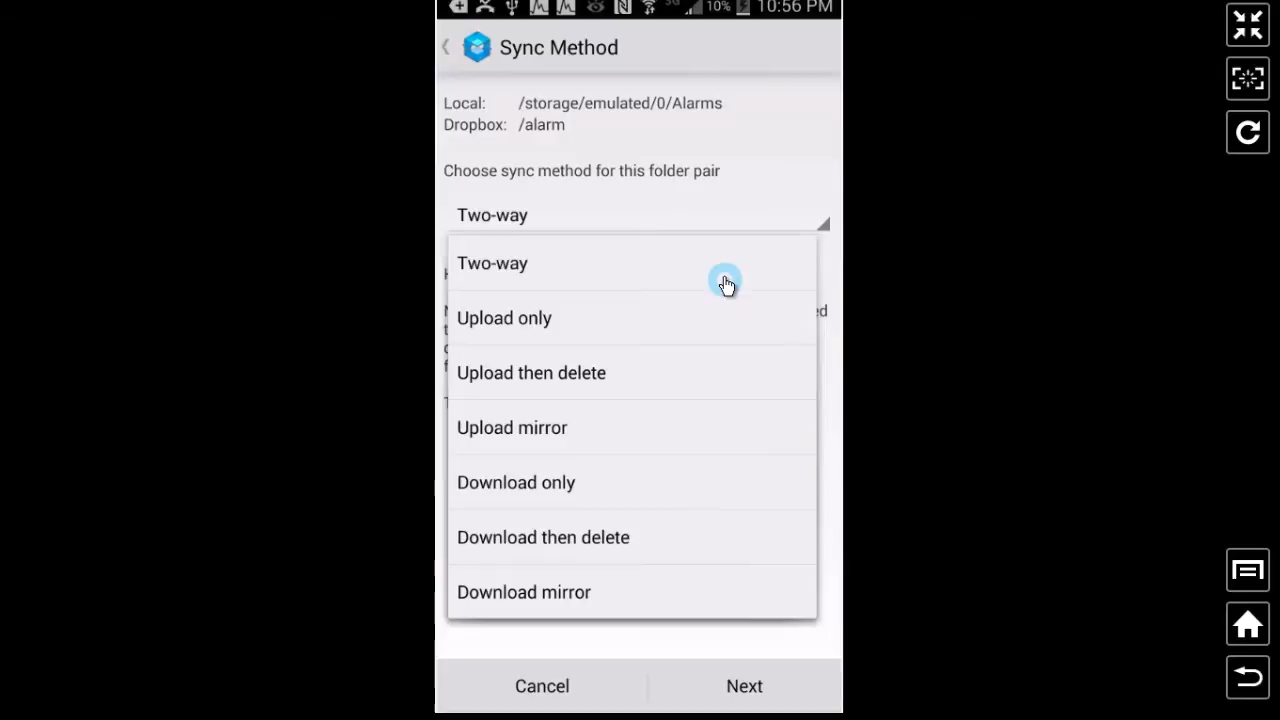 3G 10% 10:56 PM
Sync Method
Local: /storage/emulated/0/Alarms
Dropbox: /alarm
Choose sync method for this folder pair
Two-way
Two-way
Upload only
Upload then delete
Upload mirror
Download only
Download then delete
Download mirror
Cancel Next